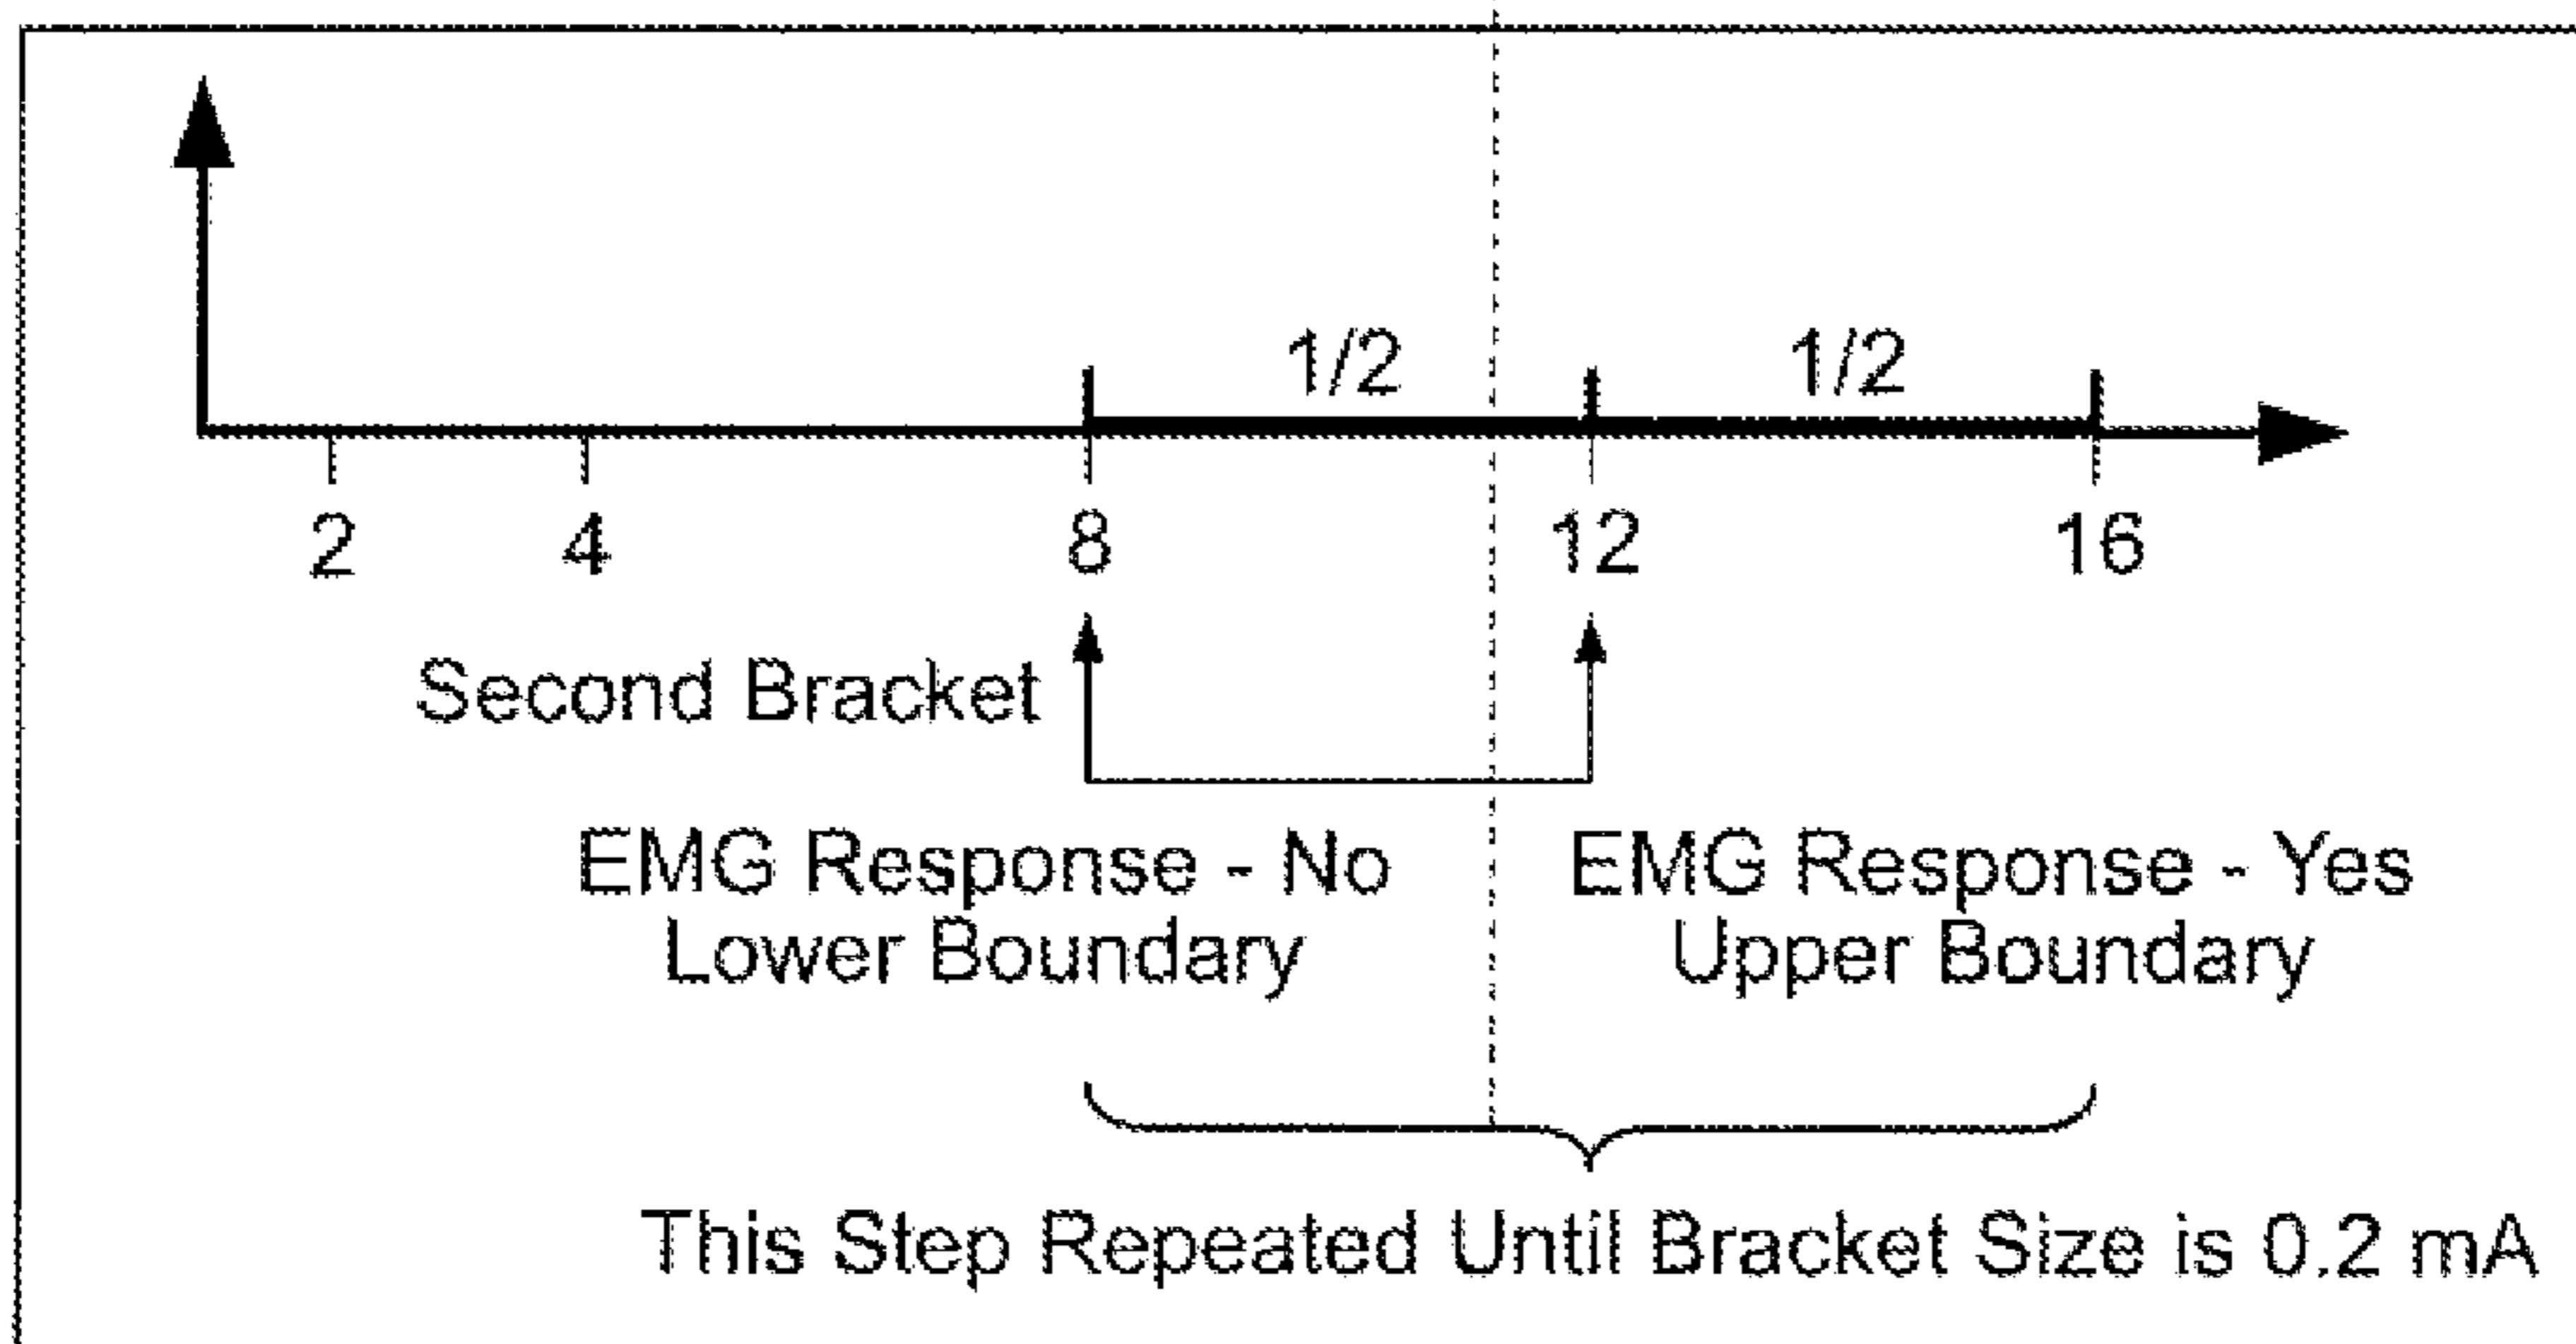 1/2 1/2
2 4 8 12 16
Second Bracket
EMG Response - No
Lower Boundary
EMG Response - Yes
Upper Boundary
This Step Repeated Until Bracket Size is 0.2 mA